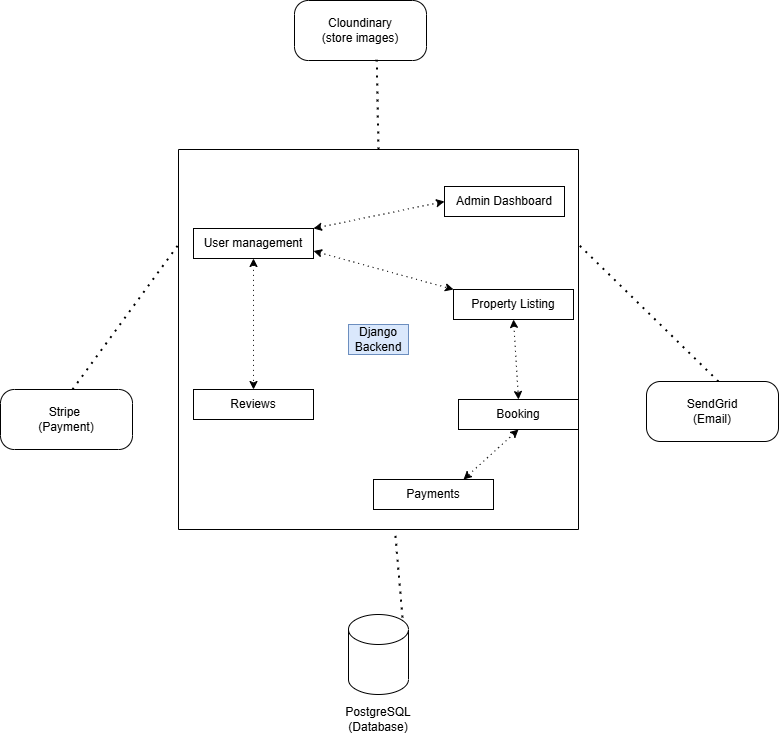 Cloundinary
(store images)
Admin Dashboard
User management
Property Listing
Django
Backend
Stripe
(Payment)
Reviews
SendGrid
(Email)
Booking
Payments
PostgreSQL
(Database)